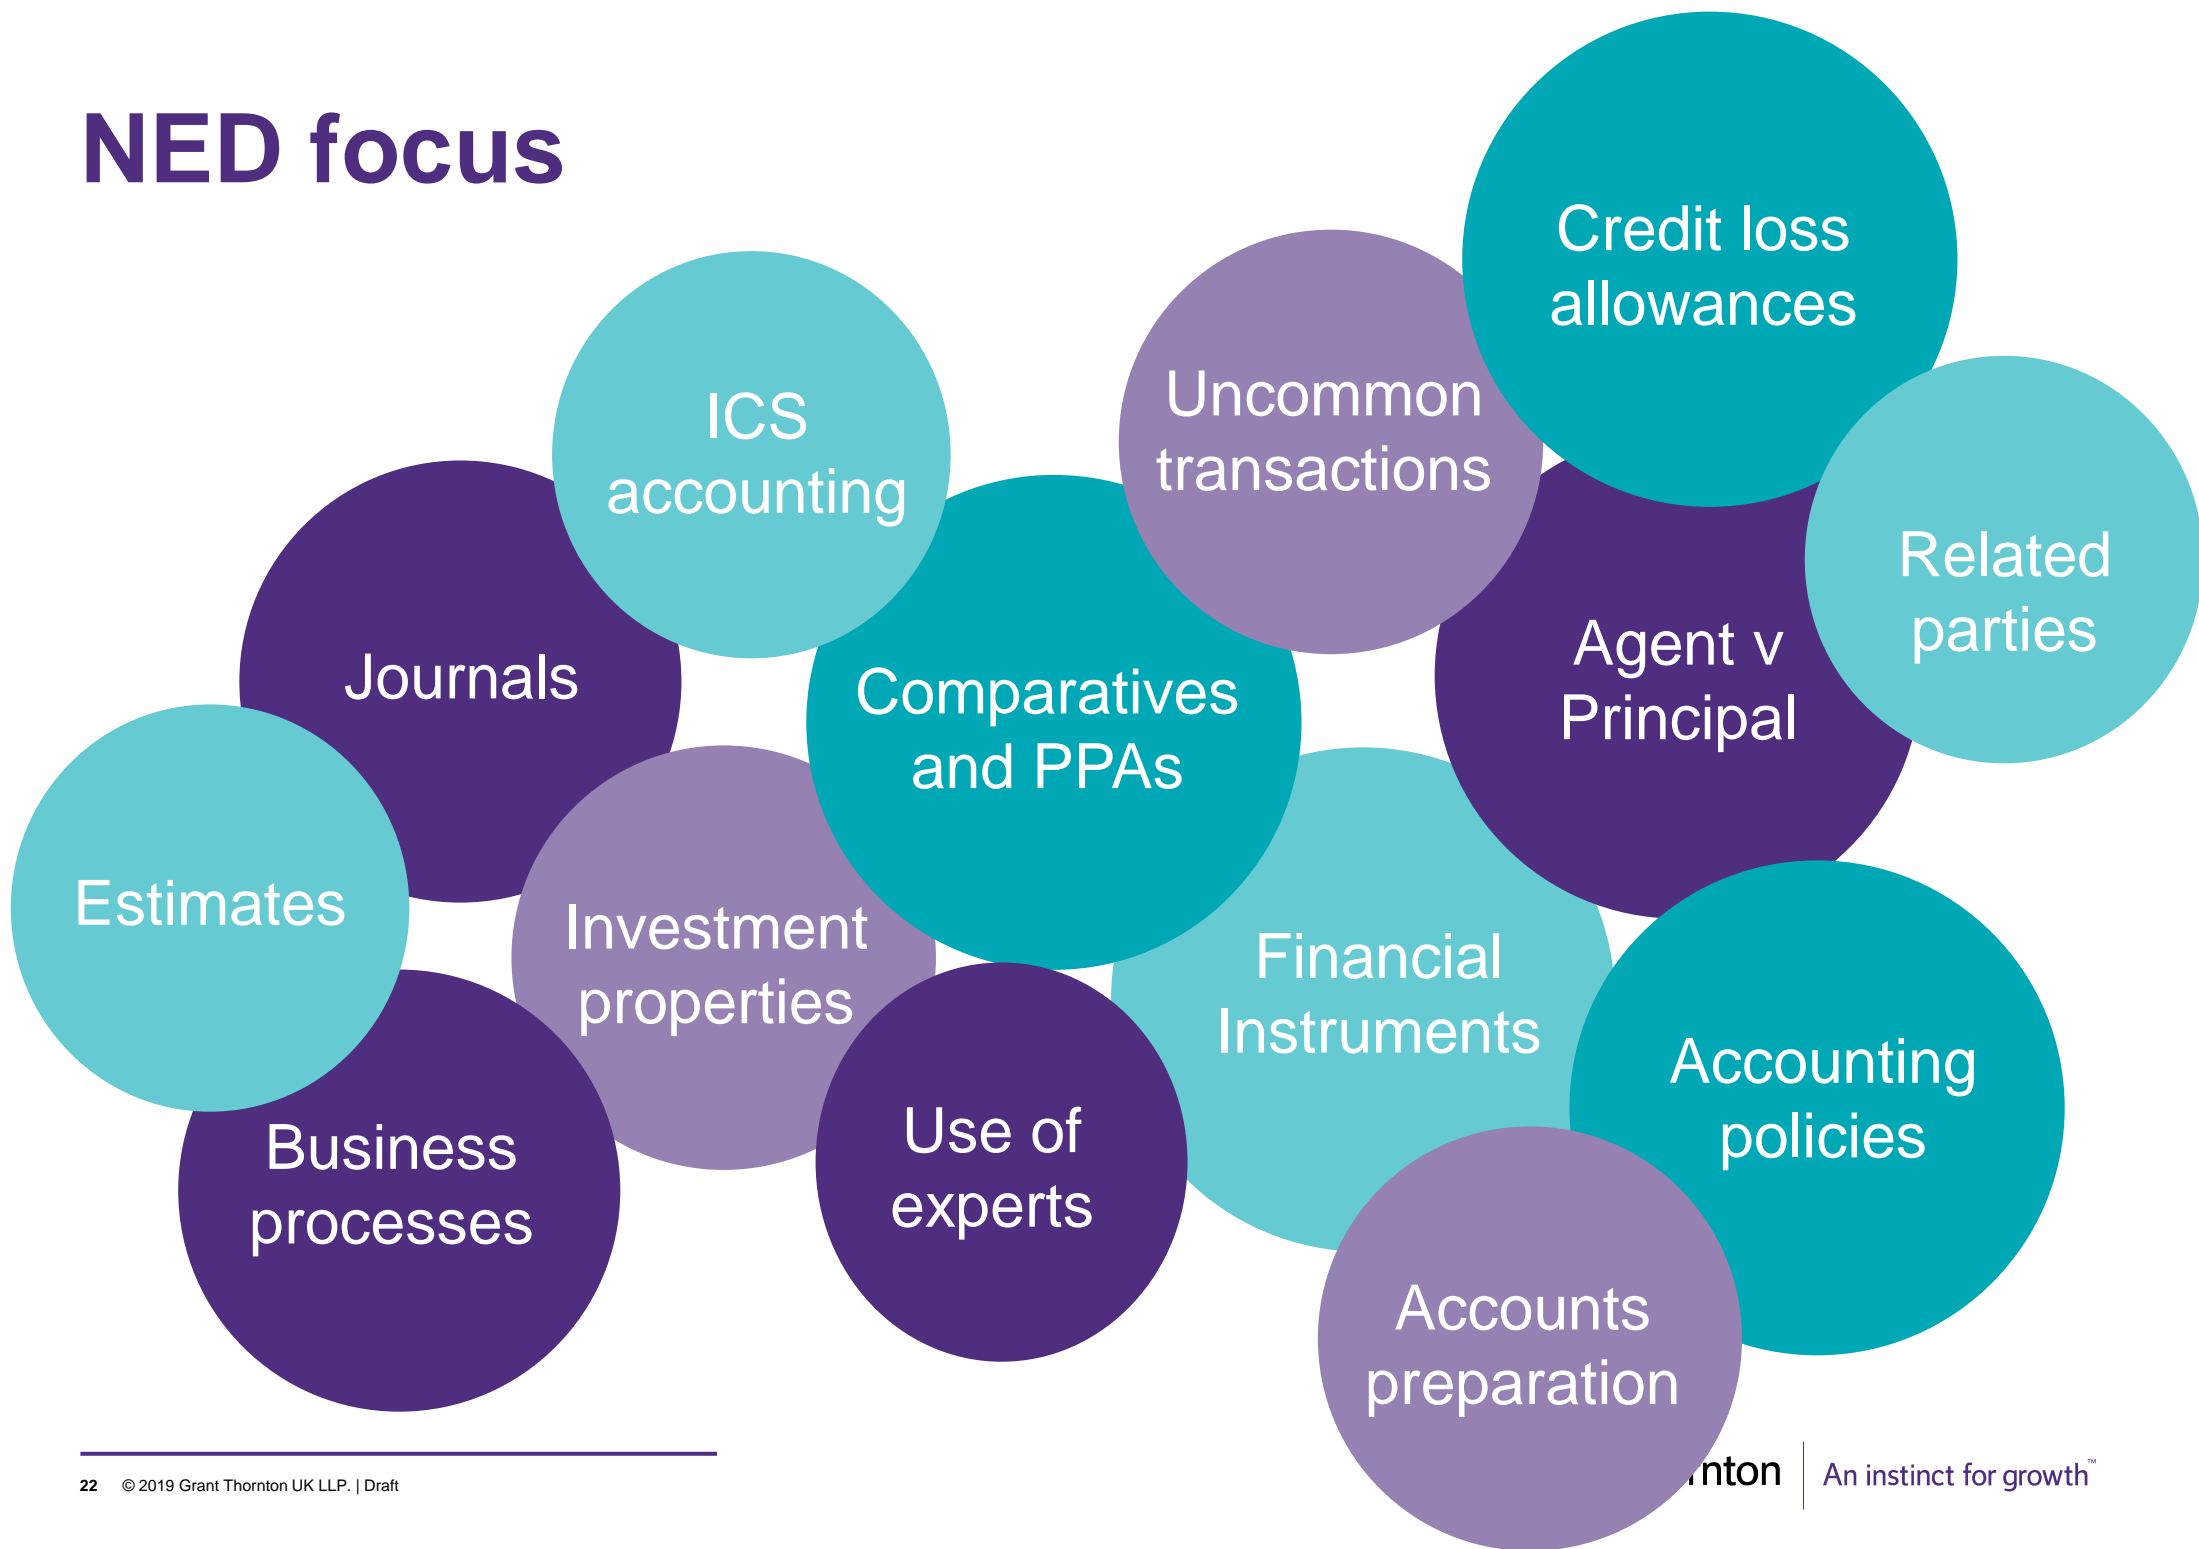 NED focus
Credit loss
allowances
ICS
accounting
Uncommon
transactions
Related
parties
Journals
Comparatives
and PPAs
Agent v
Principal
Estimates
Investment
properties
Financial
Instruments
Accounting
policies
Business
processes
Use of
experts
Accounts
preparation
22 © 2019 Grant Thornton UK LLP. | Draft
nton An instinct for growth™